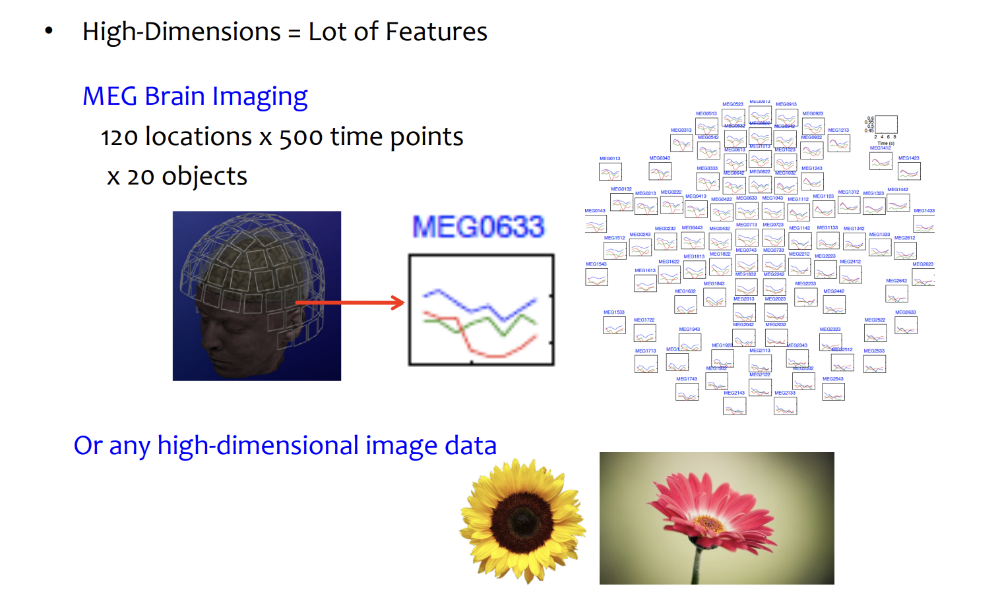 • High-Dimensions = Lot of Features
MEG Brain Imaging
120 locations x 500 time points
x 20 objects
MEG0633
Or any high-dimensional image data
MEG0523
MEG0813
MEG0913
MEG0513
MEG0923
MEG0313
MEG0542
MEG0532
MEG0522
MEG0942
MEG0932
MEG1213
0.6
0.55
0.5
0.45
2 4 6 8
Time (s)
MEG1412
MEG0113
MEG0343
MEG0613
MEG1013
MEG1023
MEG1423
MEG0333
MEG0642
MEG0622
MEG1032
MEG1243
MEG0132
MEG0213
MEG0222
MEG0413
MEG0422
MEG0633
MEG1043
MEG1112
MEG1123
MEG1312
MEG1323
MEG1442
MEG0143
MEG1433
MEG1512
MEG0243
MEG0232
MEG0443
MEG0432
MEG0713
MEG0723
MEG1142
MEG1133
MEG1342
MEG1333
MEG2612
MEG1543
MEG1613
MEG1622
MEG1813
MEG1822
MEG0743
MEG0733
MEG2212
MEG2223
MEG2412
MEG2623
MEG1632
MEG1843
MEG1832
MEG2242
MEG2233
MEG2442
MEG2642
MEG1533
MEG1722
MEG1943
MEG2013
MEG2023
MEG2042
MEG2032
MEG2323
MEG2522
MEG2633
MEG1713
MEG1923
MEG2113
MEG2343
MEG2512
MEG2533
MEG1743
MEG1932
MEG2122
MEG2332
MEG2543
MEG2143
MEG2133